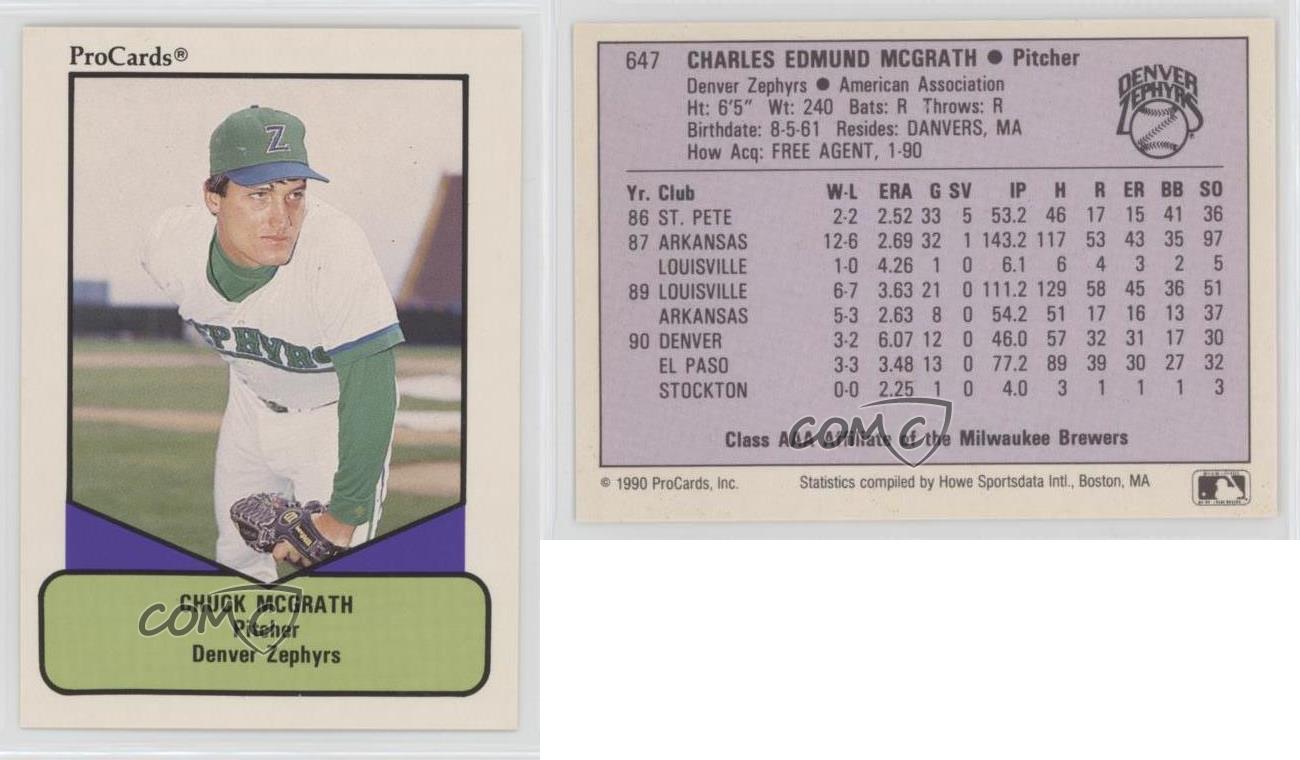 ProCards®
Z
ZEPHYRS
Wilson
CHUCK MCGRATH
Pitcher
Denver Zephyrs
COMC
647 CHARLES EDMUND MCGRATH ● Pitcher
Denver Zephyrs ● American Association
Ht: 6'5" Wt: 240 Bats: R Throws: R
Birthdate: 8-5-61 Resides: DANVERS, MA
How Acq: FREE AGENT, 1-90
DENVER
ZEPHYRS
Yr. Club W-L ERA G SV IP H R ER BB SO
86 ST. PETE 2-2 2.52 33 5 53.2 46 17 15 41 36
87 ARKANSAS 12-6 2.69 32 1 143.2 117 53 43 35 97
LOUISVILLE 1-0 4.26 1 0 6.1 6 4 3 2 5
89 LOUISVILLE 6-7 3.63 21 0 111.2 129 58 45 36 51
ARKANSAS 5-3 2.63 8 0 54.2 51 17 16 13 37
90 DENVER 3-2 6.07 12 0 46.0 57 32 31 17 30
EL PASO 3-3 3.48 13 0 77.2 89 39 30 27 32
STOCKTON 0-0 2.25 1 0 4.0 3 1 1 1 3
COMC
Class AAA Affiliate of the Milwaukee Brewers
© 1990 ProCards, Inc. Statistics compiled by Howe Sportsdata Intl., Boston, MA